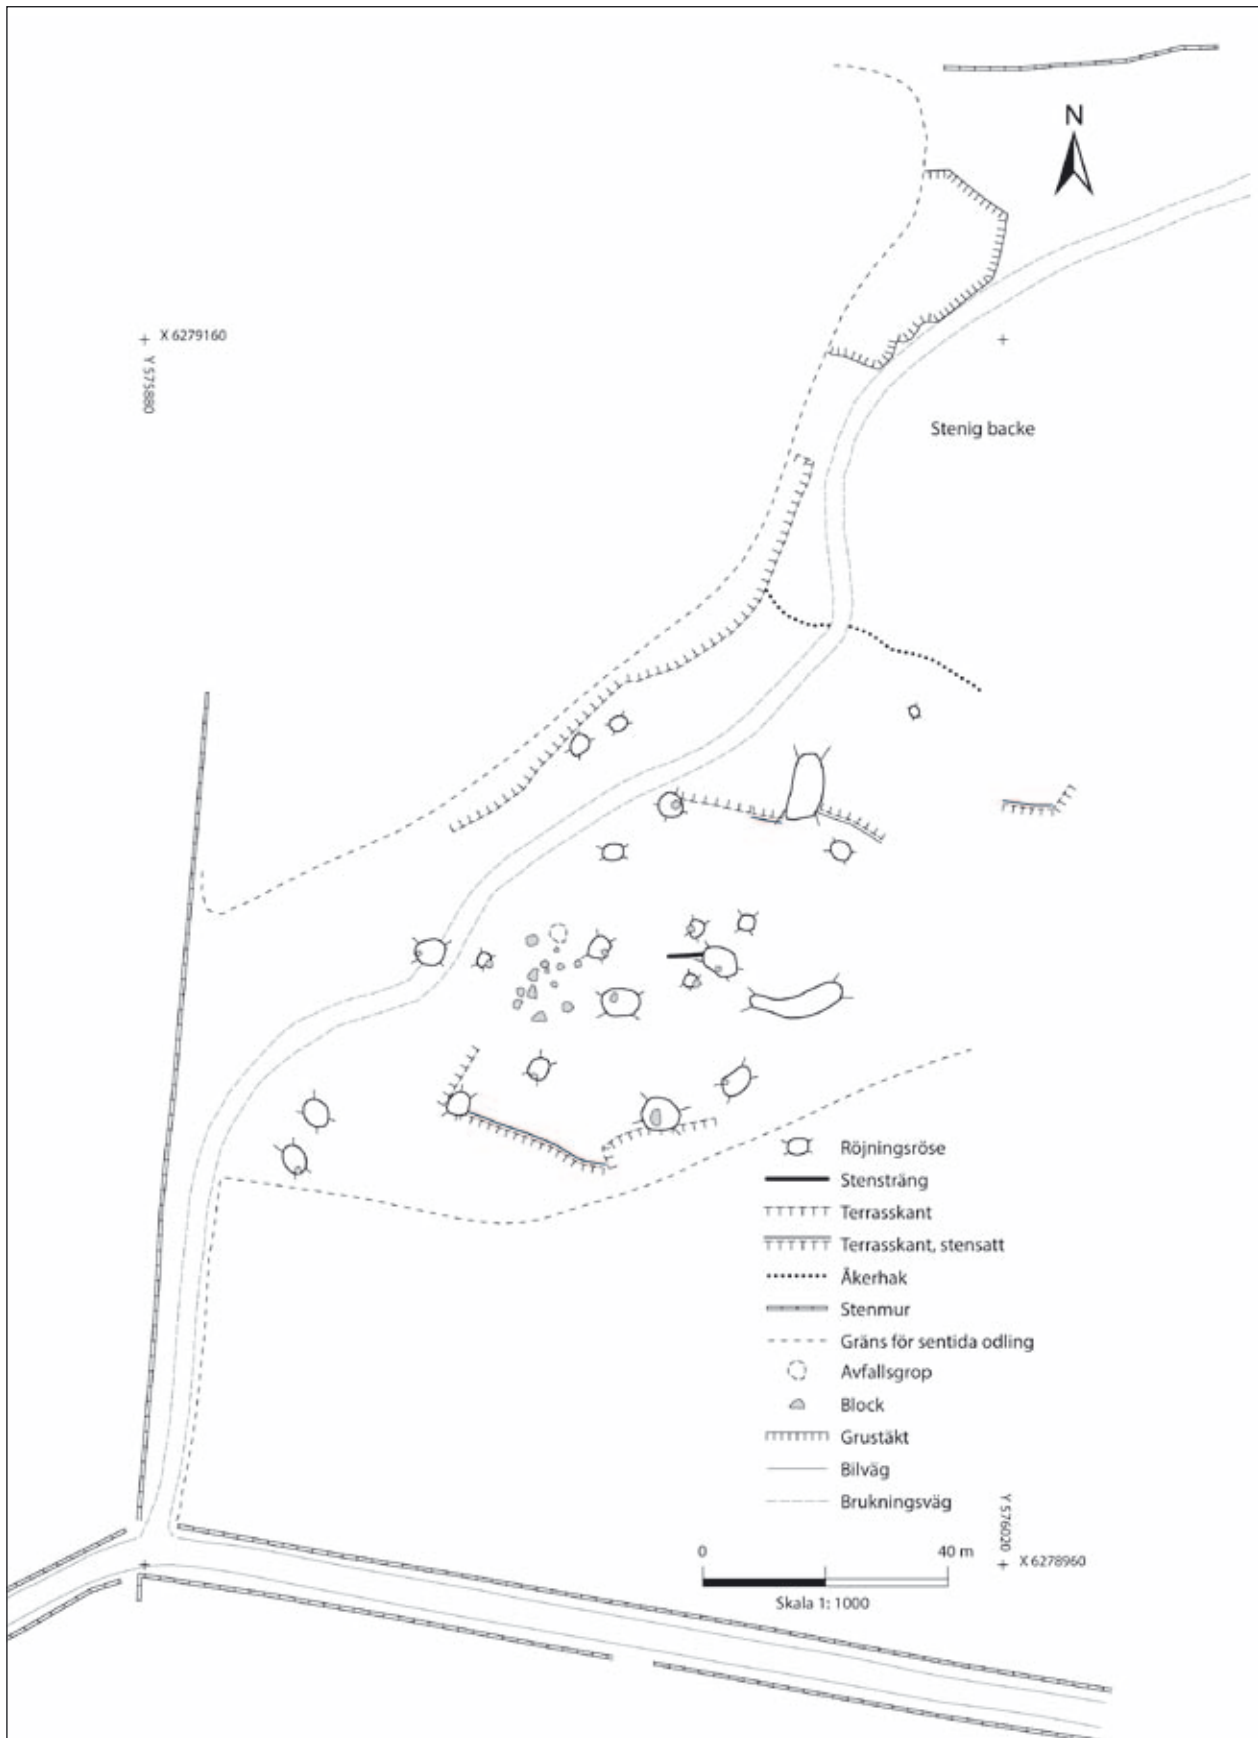 N
X 6279160
Y 575880
Stenig backe
Röjningsröse
Stensträng
Terrasskant
Terrasskant, stensatt
Åkerhak
Stenmur
Gräns för sentida odling
Avfallsgrop
Block
Grustäkt
Bilväg
Brukningsväg
Y 576020
X 6278960
0 40 m
Skala 1: 1000